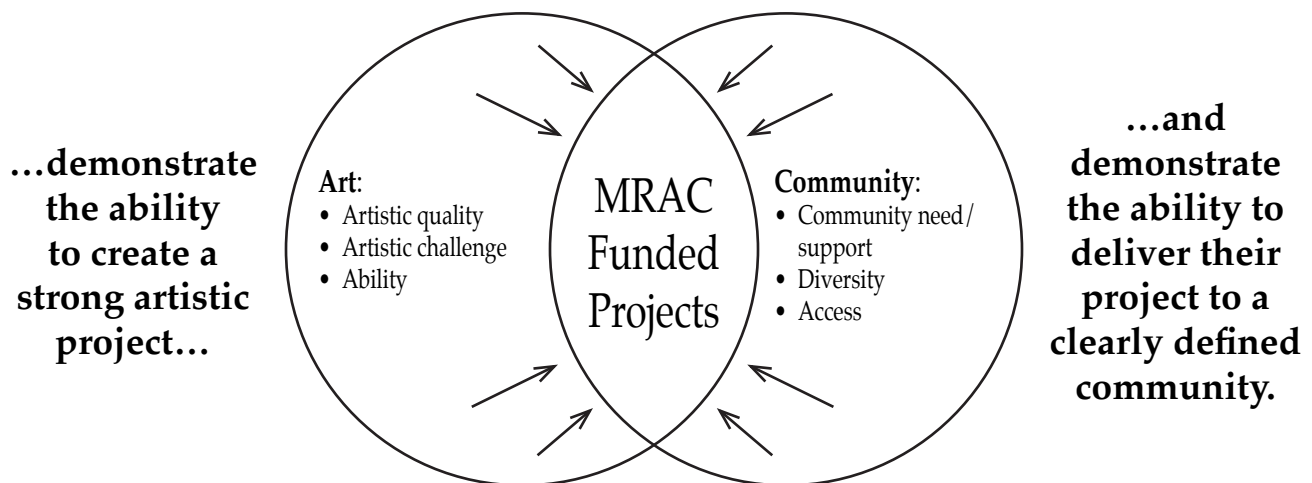 …demonstrate
the ability
to create a
strong artistic
project…
Art:
• Artistic quality
• Artistic challenge
• Ability
MRAC
Funded
Projects
Community:
• Community need/
support
• Diversity
• Access
…and
demonstrate
the ability to
deliver their
project to a
clearly defined
community.